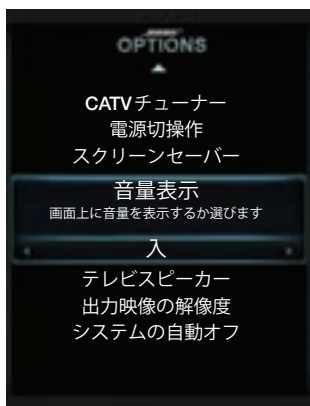 OPTIONS
CATVチューナー
電源切操作
スクリーンセーバー
音量表示
画面上に音量を表示するか選びます
入
テレビスピーカー
出力映像の解像度
システムの自動オフ